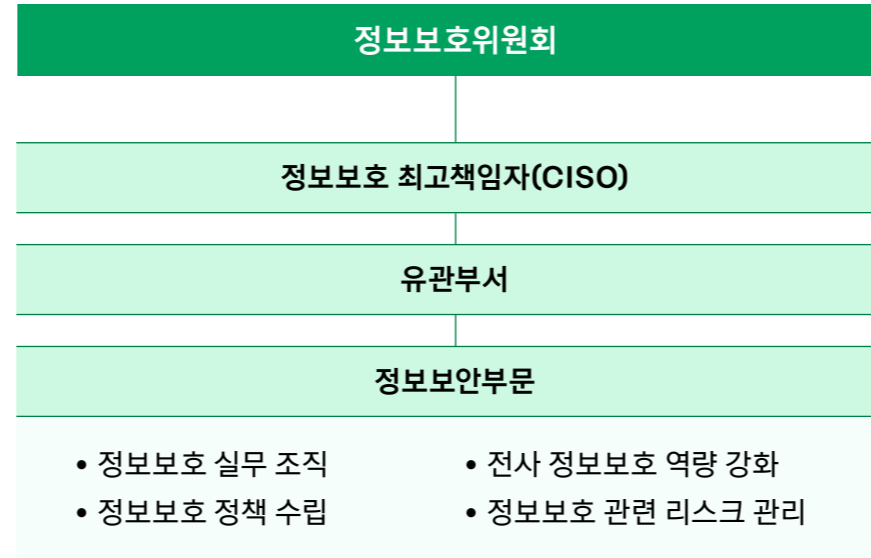 정보보호위원회
정보보호 최고책임자(CISO)
유관부서
정보보안부문
• 정보보호 실무 조직
• 정보보호 정책 수립
• 전사 정보보호 역량 강화
• 정보보호 관련 리스크 관리